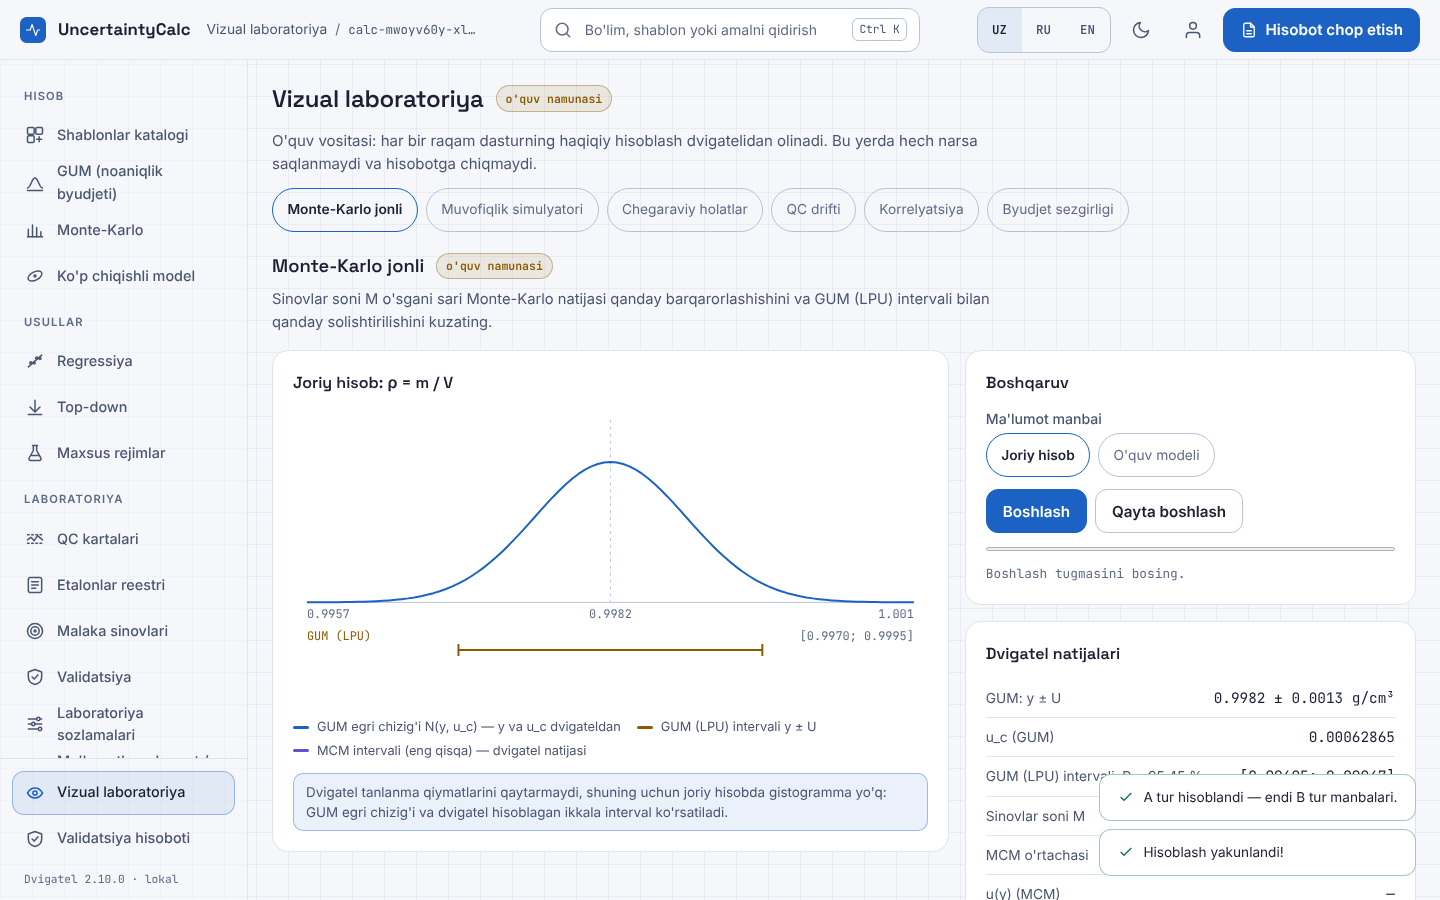 UncertaintyCalc
Vizual laboratoriya / calc-mwoyv60y-xl…
Bo'lim, shablon yoki amalni qidirish
Ctrl K
UZ
RU
EN
Hisobot chop etish
HISOB
Shablonlar katalogi
GUM (noaniqlik
byudjeti)
Monte-Karlo
Ko'p chiqishli model
USULLAR
Regressiya
Top-down
Maxsus rejimlar
LABORATORIYA
QC kartalari
Etalonlar reestri
Malaka sinovlari
Validatsiya
Laboratoriya
sozlamalari
Vizual laboratoriya
Validatsiya hisoboti
Dvigatel 2.10.0 · lokal
Vizual laboratoriya
o'quv namunasi
O'quv vositasi: har bir raqam dasturning haqiqiy hisoblash dvigatelidan olinadi. Bu yerda hech narsa
saqlanmaydi va hisobotga chiqmaydi.
Monte-Karlo jonli
Muvofiqlik simulyatori
Chegaraviy holatlar
QC drifti
Korrelyatsiya
Byudjet sezgirligi
Monte-Karlo jonli
o'quv namunasi
Sinovlar soni M o'sgani sari Monte-Karlo natijasi qanday barqarorlashishini va GUM (LPU) intervali bilan
qanday solishtirilishini kuzating.
Joriy hisob: ρ = m / V
0.9957
0.9982
1.001
GUM (LPU)
[0.9970; 0.9995]
GUM egri chizig'i N(y, u_c) — y va u_c dvigateldan
GUM (LPU) intervali y ± U
MCM intervali (eng qisqa) — dvigatel natijasi
Dvigatel tanlanma qiymatlarini qaytarmaydi, shuning uchun joriy hisobda gistogramma yo'q:
GUM egri chizig'i va dvigatel hisoblagan ikkala interval ko'rsatiladi.
Boshqaruv
Ma'lumot manbai
Joriy hisob
O'quv modeli
Boshlash
Qayta boshlash
Boshlash tugmasini bosing.
Dvigatel natijalari
GUM: y ± U
0.9982 ± 0.0013 g/cm³
u_c (GUM)
0.00062865
GUM (LPU)
Sinovlar soni M
MCM o'rtachasi
u(y) (MCM)
—
A tur hisoblandi — endi B tur manbalari.
Hisoblash yakunlandi!